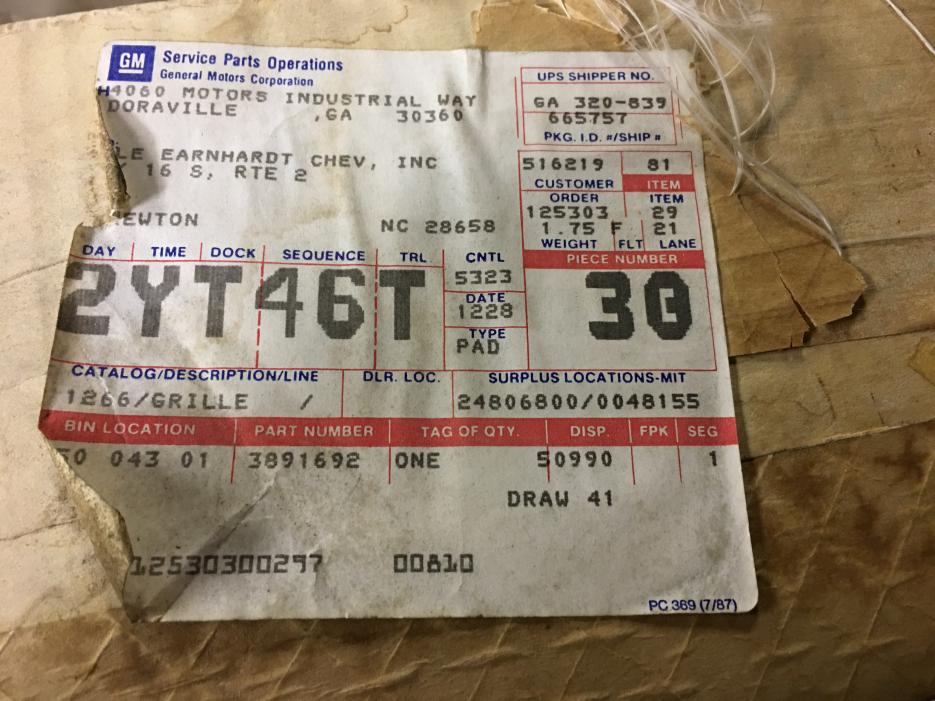 GM Service Parts Operations
General Motors Corporation
H4060 MOTORS INDUSTRIAL WAY
DORAVILLE ,GA 30360
LE EARNHARDT CHEV, INC
16 S, RTE 2
EWTON NC 28658
UPS SHIPPER NO.
GA 320-839
665757
PKG. I.D. #/SHIP #
516219 81
CUSTOMER ITEM
ORDER ITEM
125303 29
1.75 F 21
WEIGHT FLT LANE
DAY TIME DOCK SEQUENCE TRL
2YT46T
CNTL
5323
DATE
1228
TYPE
PAD
PIECE NUMBER
30
CATALOG/DESCRIPTION/LINE DLR. LOC. SURPLUS LOCATIONS-MIT
1266/GRILLE / 24806800/0048155
BIN LOCATION PART NUMBER TAG OF QTY. DISP. FPK SEG
50 043 01 3891692 ONE 50990 1
DRAW 41
12530300297 00810
PC 369 (7/87)